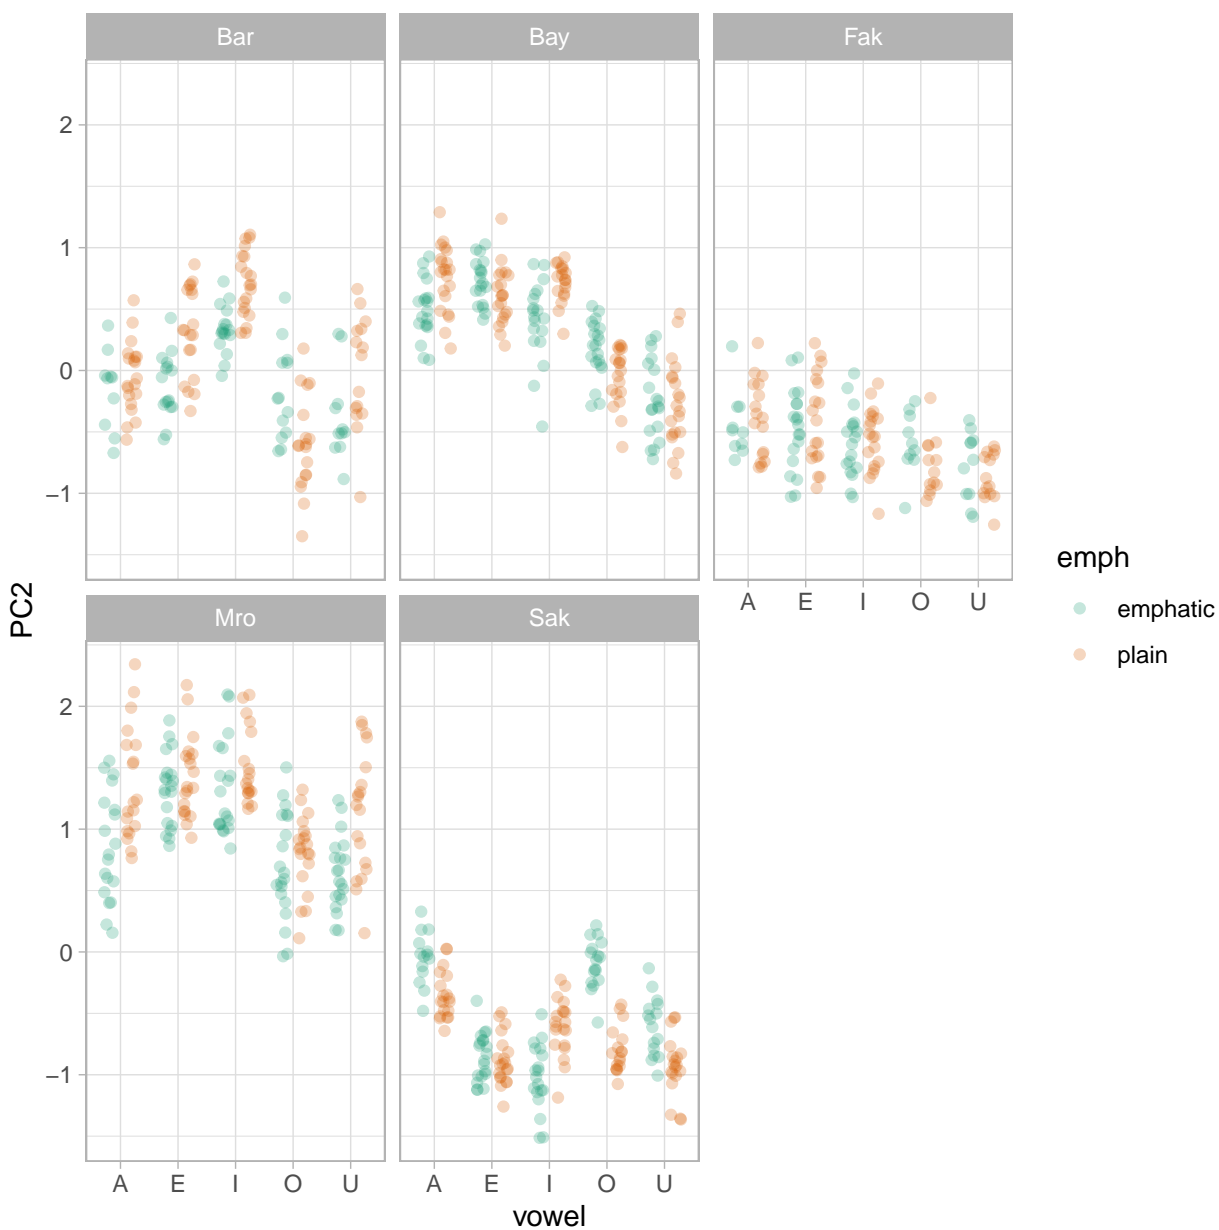 Bar Bay Fak
2
1
0
−1
A E I O U
Mro Sak
2
1
0
−1
A E I O U A E I O U
vowel
PC2
emph
emphatic
plain